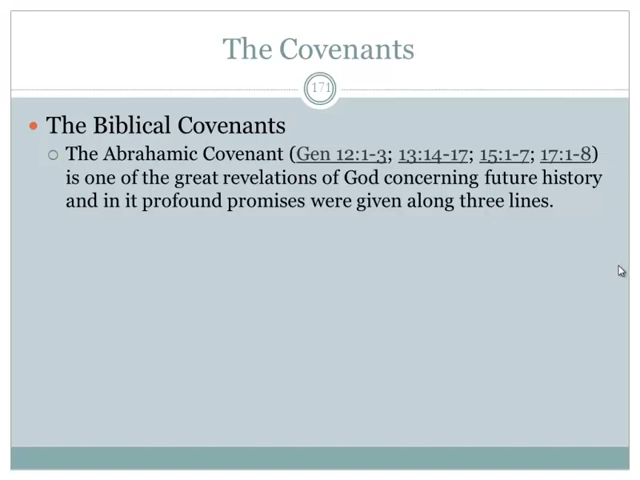 The Covenants
171
The Biblical Covenants
The Abrahamic Covenant (Gen 12:1-3; 13:14-17; 15:1-7; 17:1-8)
is one of the great revelations of God concerning future history
and in it profound promises were given along three lines.